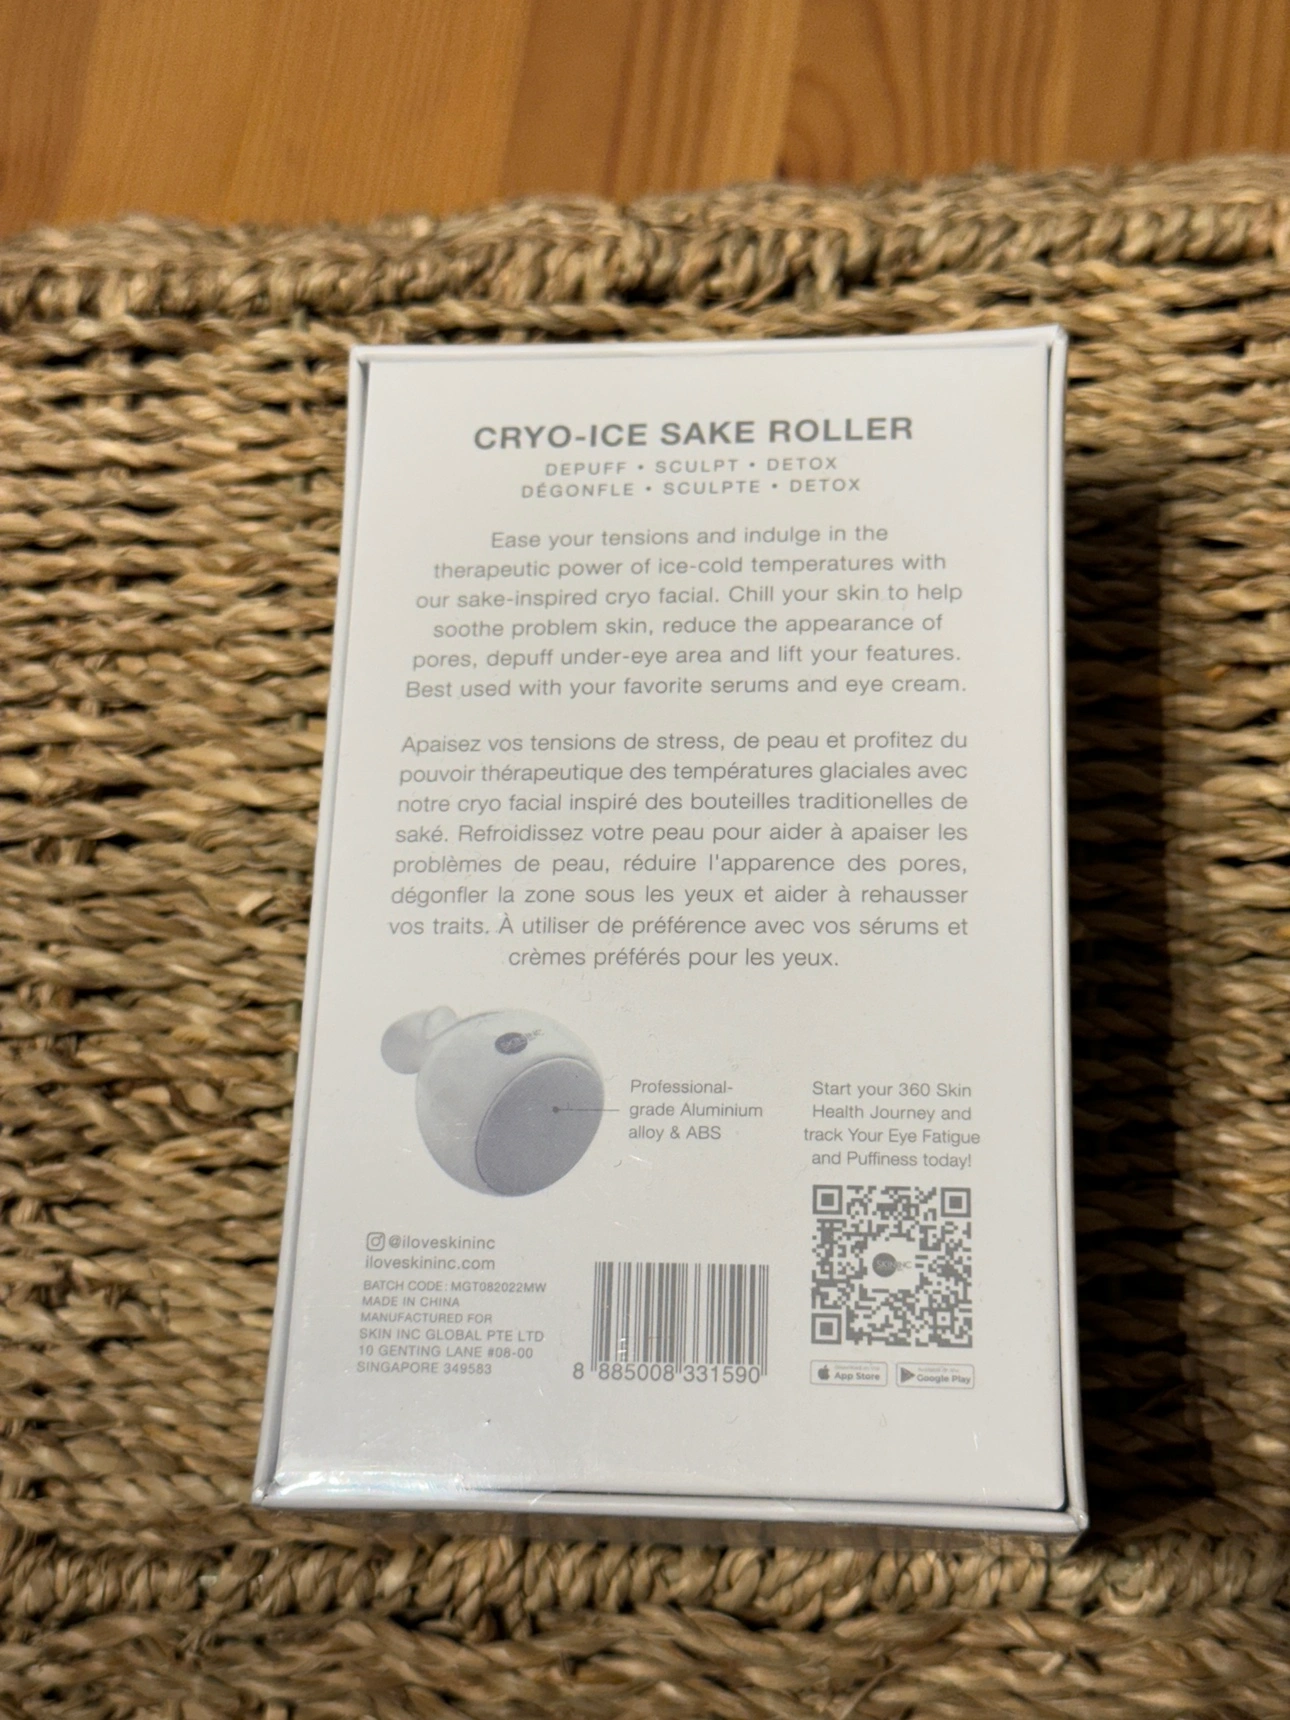 CRYO-ICE SAKE ROLLER
DEPUFF • SCULPT • DETOX
DÉGONFLE • SCULPTE • DETOX
Ease your tensions and indulge in the
therapeutic power of ice-cold temperatures with
our sake-inspired cryo facial. Chill your skin to help
soothe problem skin, reduce the appearance of
pores, depuff under-eye area and lift your features.
Best used with your favorite serums and eye cream.
Apaisez vos tensions de stress, de peau et profitez du
pouvoir thérapeutique des températures glaciales avec
notre cryo facial inspiré des bouteilles traditionelles de
saké. Refroidissez votre peau pour aider à apaiser les
problèmes de peau, réduire l'apparence des pores,
dégonfler la zone sous les yeux et aider à rehausser
vos traits. À utiliser de préférence avec vos sérums et
crèmes préférés pour les yeux.
SKIN INC
Professional-
grade Aluminium
alloy & ABS
Start your 360 Skin
Health Journey and
track Your Eye Fatigue
and Puffiness today!
SKIN INC
@iloveskininc
iloveskininc.com
BATCH CODE: MGT082022MW
MADE IN CHINA
MANUFACTURED FOR
SKIN INC GLOBAL PTE LTD
10 GENTING LANE #08-00
SINGAPORE 349583
8 885008 331590
App Store
Google Play